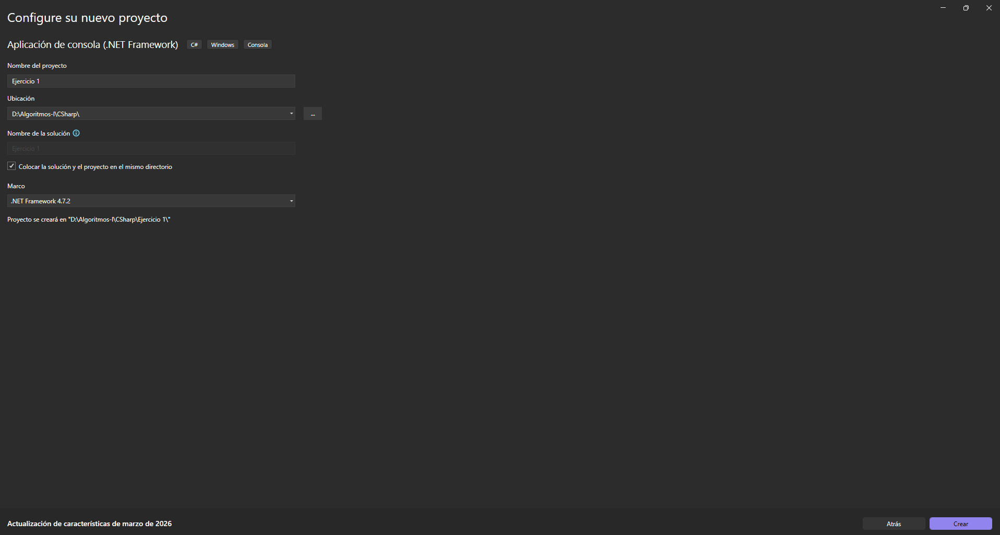 Configure su nuevo proyecto
Aplicación de consola (.NET Framework) C# Windows Consola
Nombre del proyecto
Ejercicio 1
Ubicación
D:\Algoritmos-I\CSharp\
...
Nombre de la solución
Ejercicio 1
Colocar la solución y el proyecto en el mismo directorio
Marco
.NET Framework 4.7.2
Proyecto se creará en "D:\Algoritmos-I\CSharp\Ejercicio 1\"
Actualización de características de marzo de 2026
Atrás
Crear